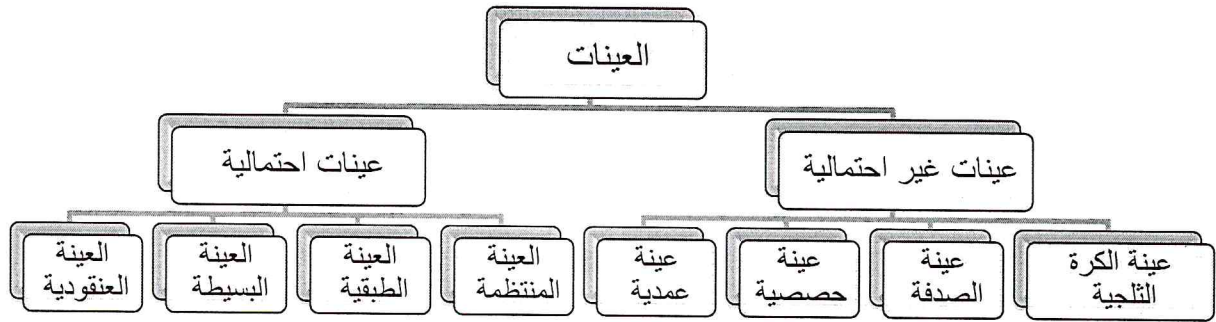 العينات
عينات غير احتمالية
عينات احتمالية
عينة الكرة
الثلجية
عينة
الصدفة
عينة
حصصية
عينة
عمدية
العينة
المنتظمة
العينة
الطبقية
العينة
البسيطة
العينة
العنقودية